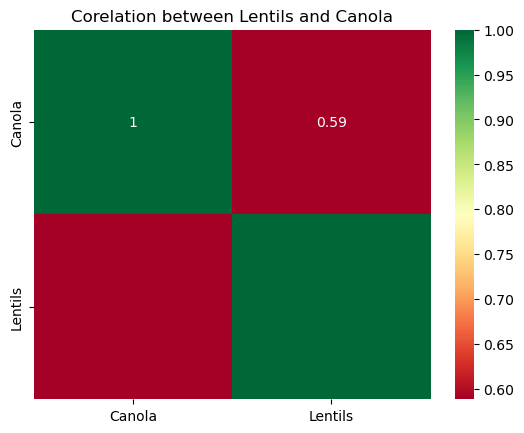 Corelation between Lentils and Canola
Canola
Lentils
1
0.59
Canola
Lentils
1.00
0.95
0.90
0.85
0.80
0.75
0.70
0.65
0.60